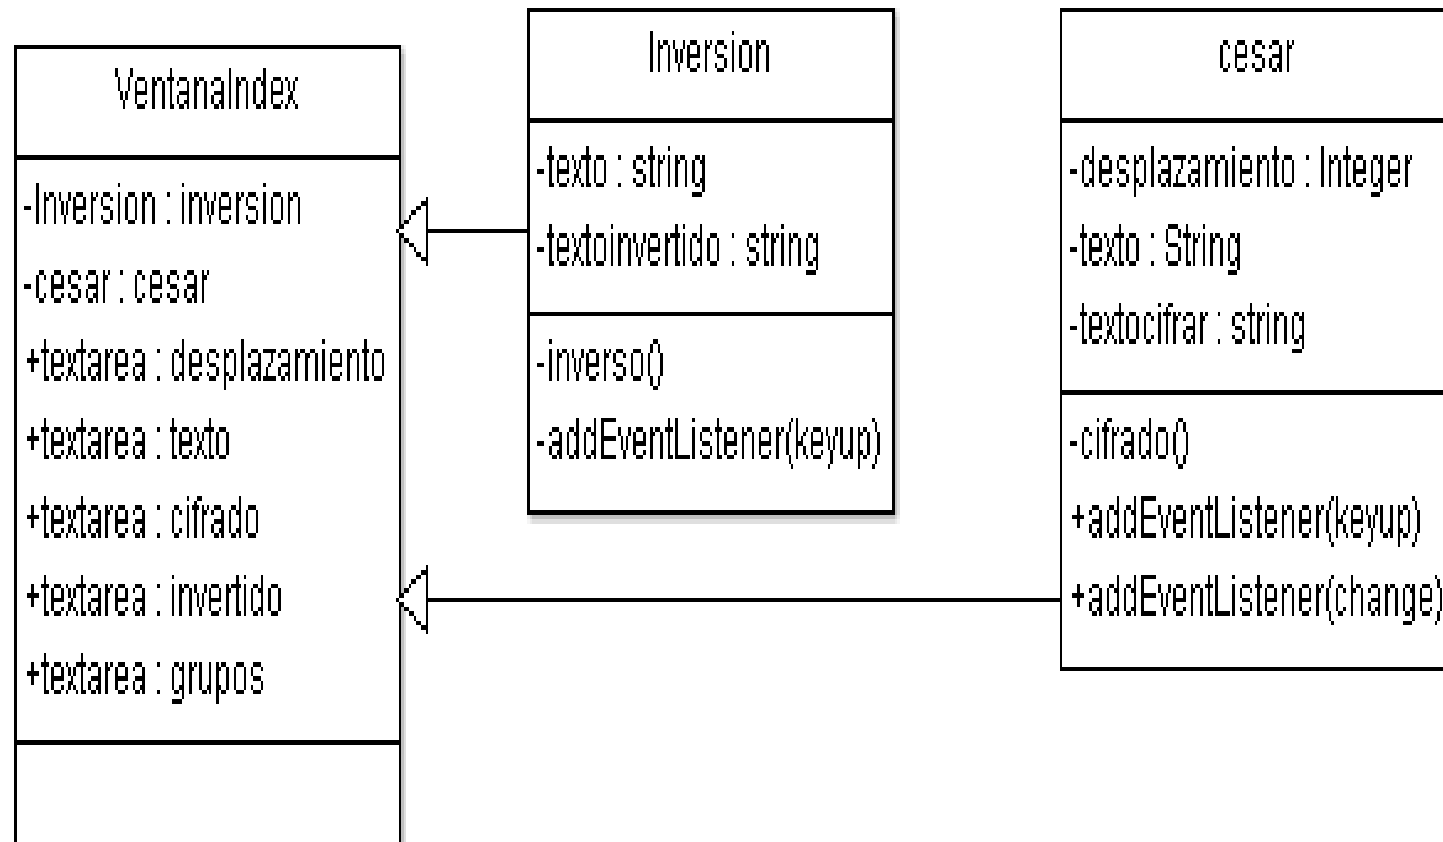 VentanaIndex
-Inversion : inversion
-cesar : cesar
+textarea : desplazamiento
+textarea : texto
+textarea : cifrado
+textarea : invertido
+textarea : grupos
Inversion
-texto : string
-textoinvertido : string
-inverso()
-addEventListener(keyup)
cesar
-desplazamiento : Integer
-texto : String
-textocifrar : string
-cifrado()
+addEventListener(keyup)
+addEventListener(change)